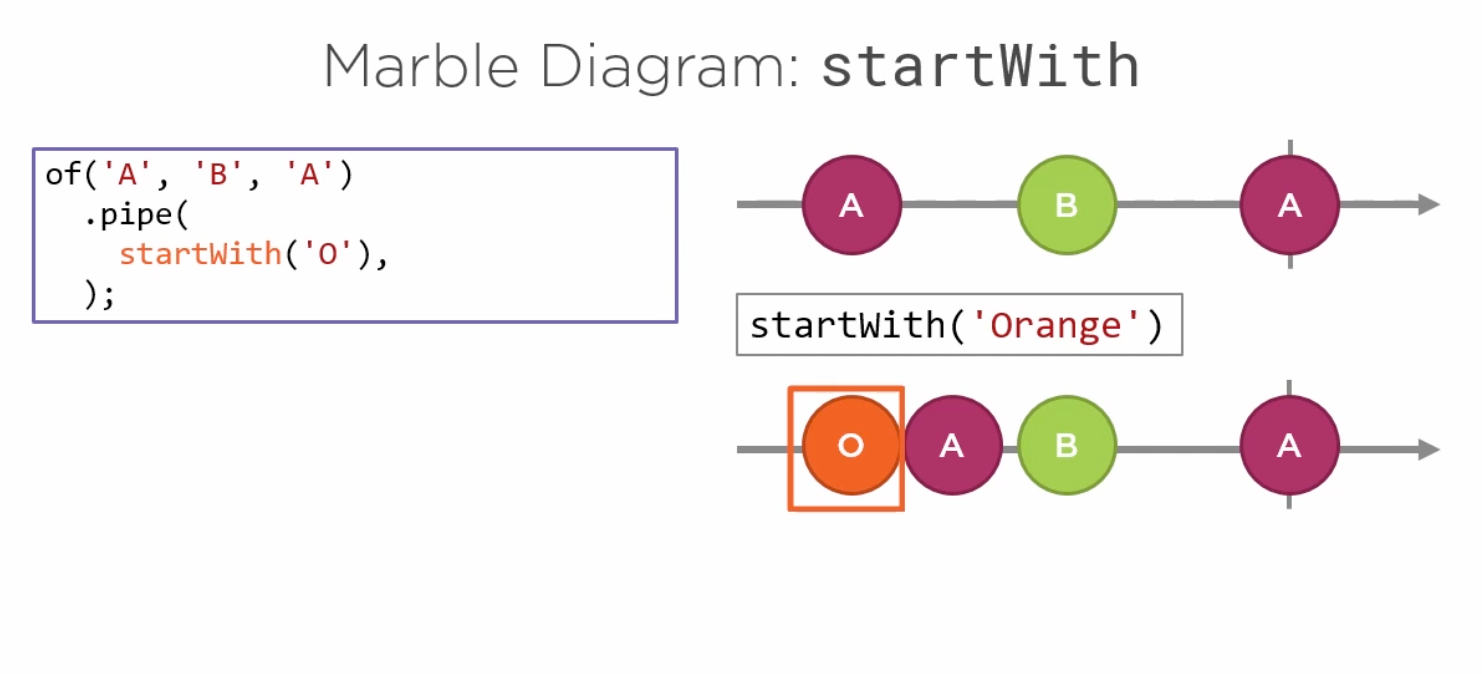 Marble Diagram: startWith
of('A', 'B', 'A')
.pipe(
startWith('O'),
);
A B A
startWith('Orange')
O A B A